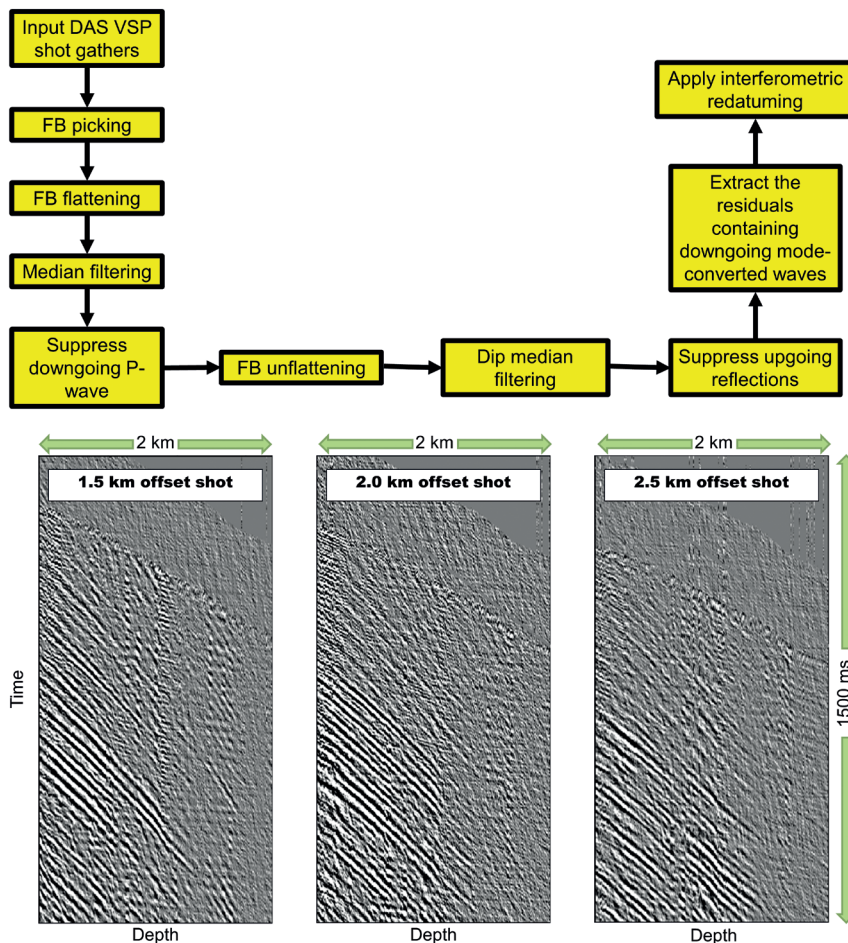 Input DAS VSP
shot gathers
FB picking
FB flattening
Median filtering
Suppress
downgoing P-
wave
FB unflattening
Dip median
filtering
Suppress upgoing
reflections
Extract the
residuals
containing
downgoing mode-
converted waves
Apply interferometric
redatuming
2 km
2 km
2 km
1.5 km offset shot
2.0 km offset shot
2.5 km offset shot
Time
1500 ms
Depth
Depth
Depth